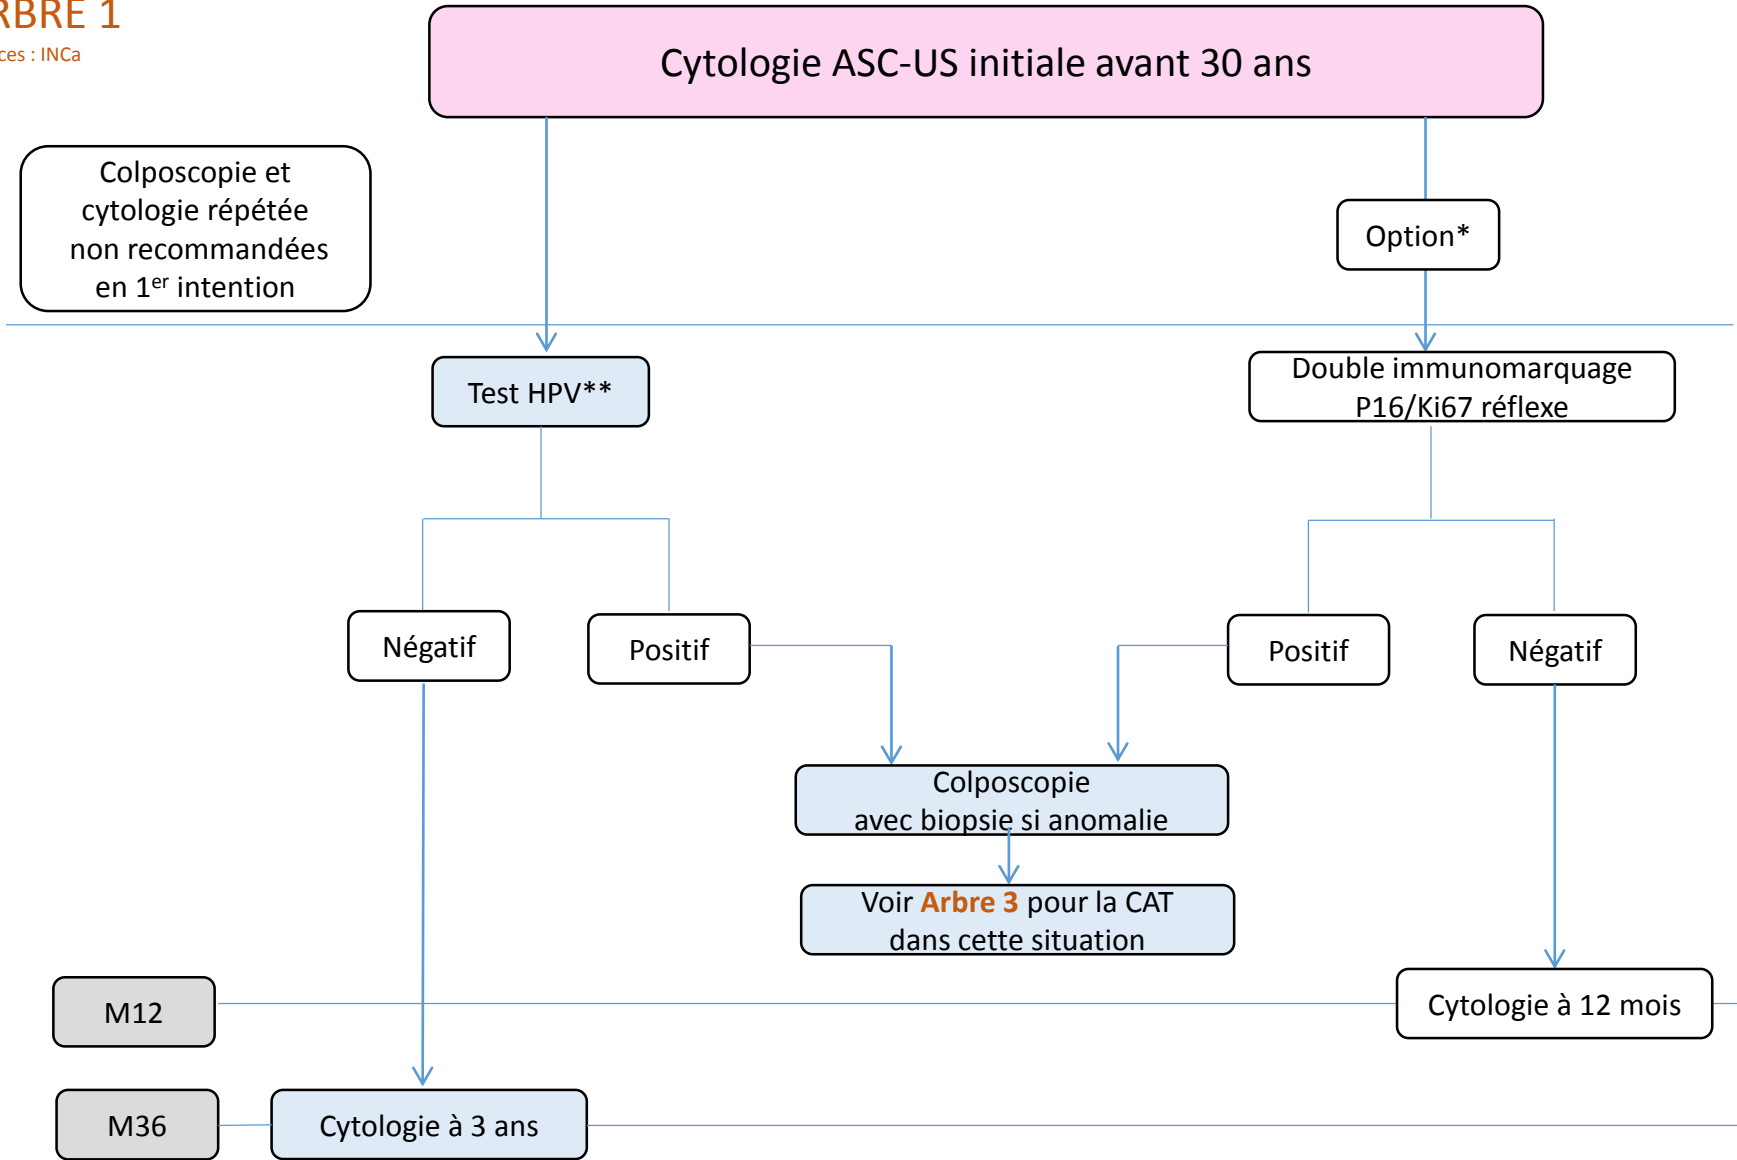 RBRE 1
ces : INCa
Cytologie ASC-US initiale avant 30 ans
Colposcopie et
cytologie répétée
non recommandées
en 1er intention
Option*
Test HPV**
Double immunomarquage
P16/Ki67 réflexe
Négatif
Positif
Positif
Négatif
Colposcopie
avec biopsie si anomalie
Voir Arbre 3 pour la CAT
dans cette situation
M12
Cytologie à 12 mois
M36
Cytologie à 3 ans